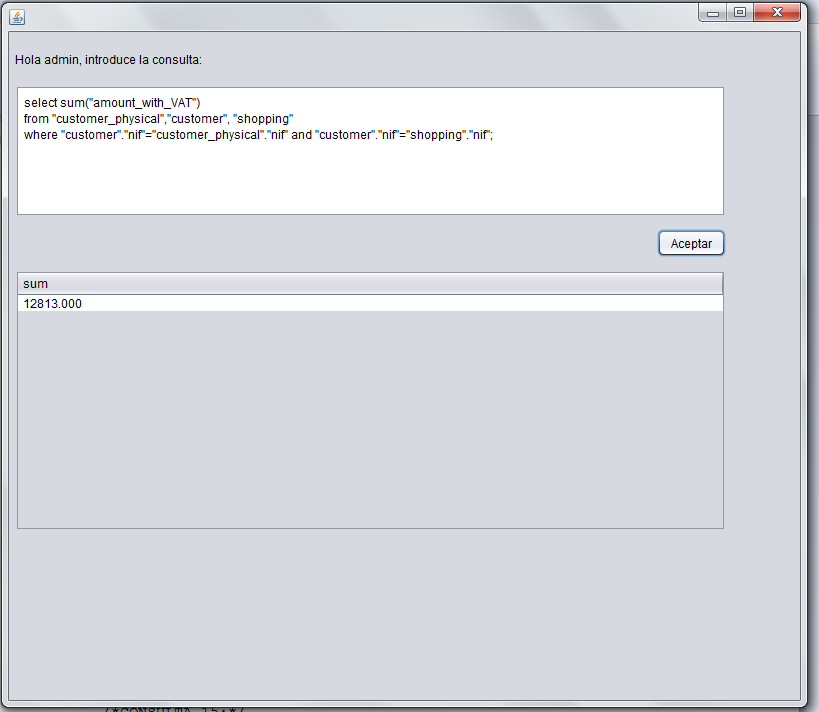 Hola admin, introduce la consulta:
select sum("amount_with_VAT")
from "customer_physical","customer", "shopping"
where "customer"."nif"="customer_physical"."nif" and "customer"."nif"="shopping"."nif";
Aceptar
sum
12813.000
/*CONSULTA 15:*/